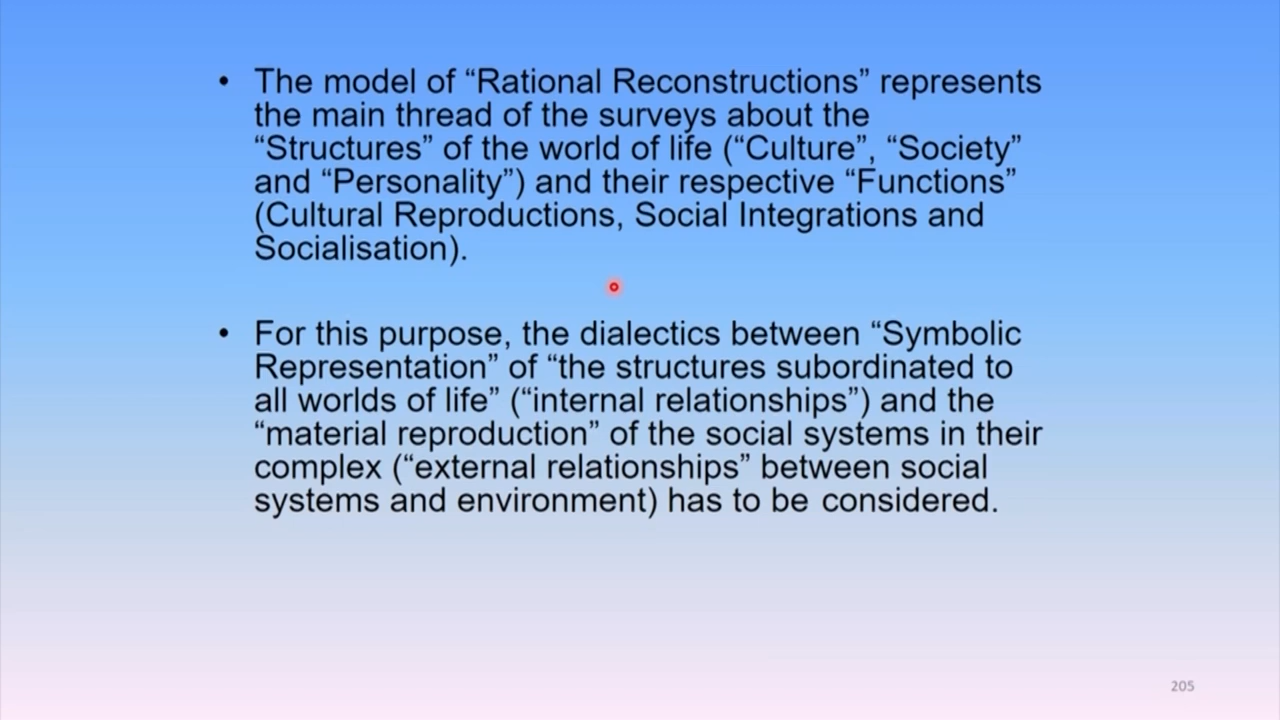 • The model of “Rational Reconstructions” represents
the main thread of the surveys about the
“Structures” of the world of life (“Culture”, “Society”
and “Personality”) and their respective “Functions”
(Cultural Reproductions, Social Integrations and
Socialisation).
• For this purpose, the dialectics between “Symbolic
Representation” of “the structures subordinated to
all worlds of life” (“internal relationships”) and the
“material reproduction” of the social systems in their
complex (“external relationships” between social
systems and environment) has to be considered.
205